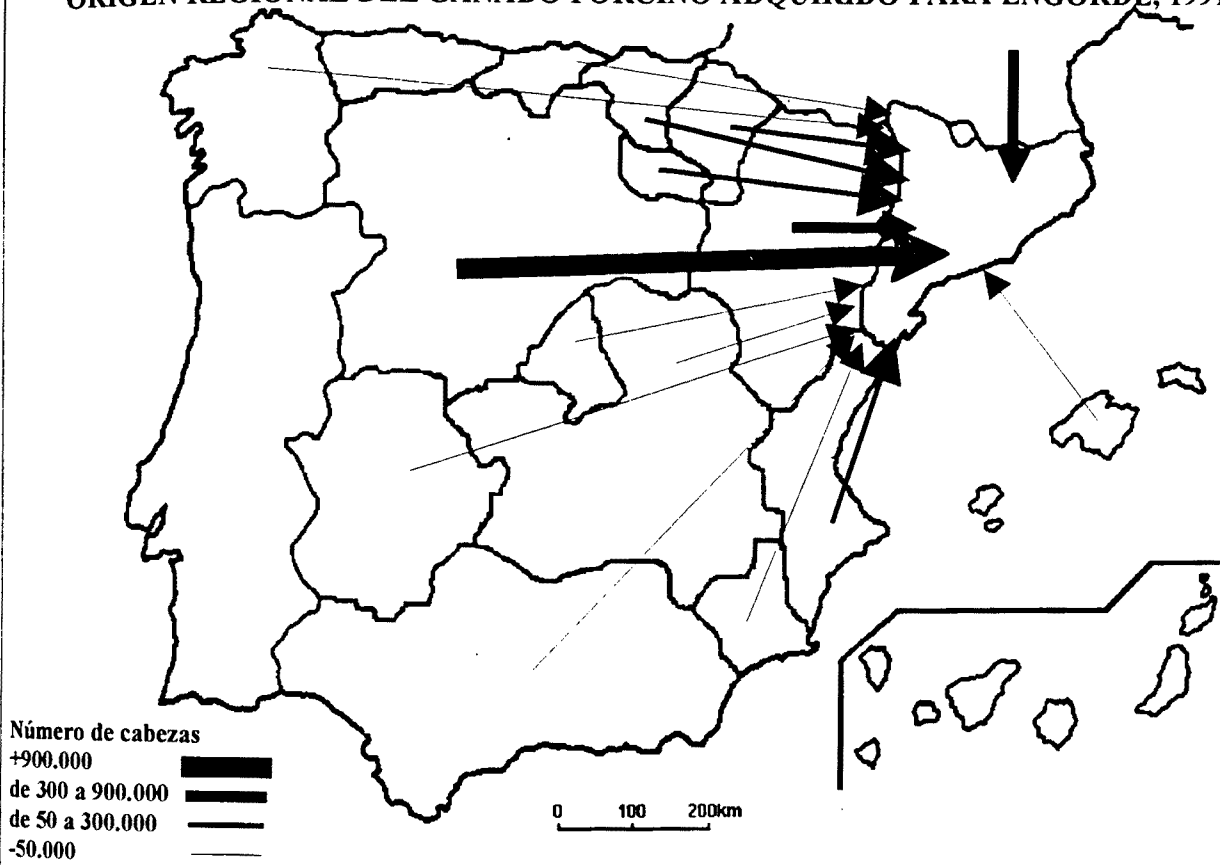 ORIGEN REGIONAL DEL GANADO PORCINO ADQUIRIDO PARA ENGORDE, 1991
Número de cabezas
+900.000
de 300 a 900.000
de 50 a 300.000
-50.000
0 100 200km